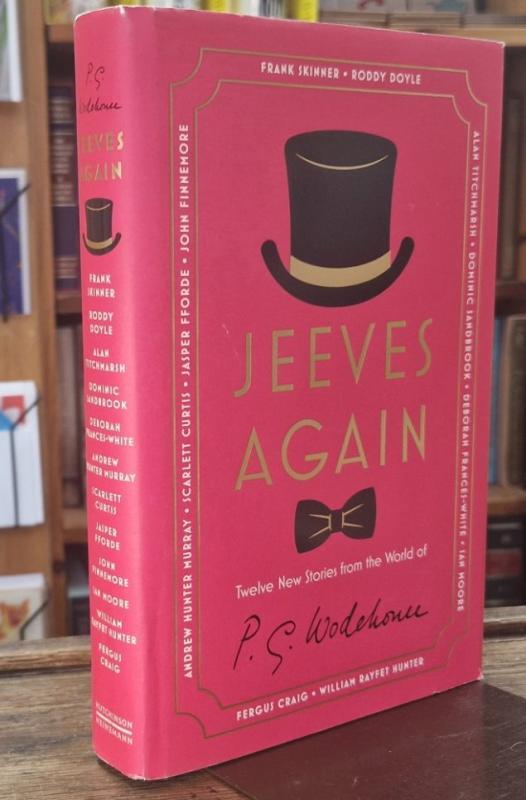 P. G.
Wodehouse
JEEVES
AGAIN
FRANK
SKINNER
RODDY
DOYLE
ALAN
TITCHMARSH
DOMINIC
SANDBROOK
DEBORAH
FRANCES-WHITE
ANDREW
HUNTER MURRAY
SCARLETT
CURTIS
JASPER
FFORDE
JOHN
FINNEMORE
IAN MOORE
WILLIAM
RAYFET HUNTER
FERGUS
CRAIG
HUTCHINSON
HEINEMANN
FRANK SKINNER • RODDY DOYLE
ALAN TITCHMARSH • DOMINIC SANDBROOK • DEBORAH FRANCES-WHITE • IAN MOORE
ANDREW HUNTER MURRAY • SCARLETT CURTIS • JASPER FFORDE • JOHN FINNEMORE
JEEVES
AGAIN
Twelve New Stories from the World of
P. G. Wodehouse
FERGUS CRAIG • WILLIAM RAYFET HUNTER